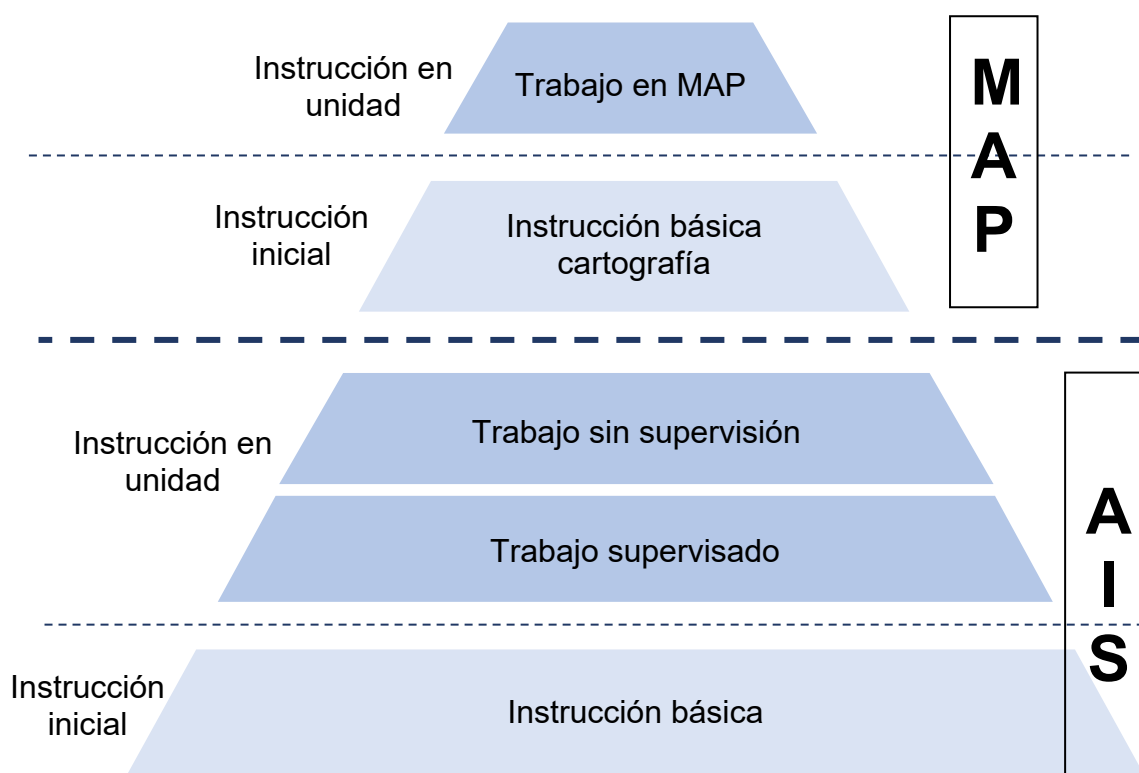 Instrucción en
unidad
Trabajo en MAP
M
A
P
Instrucción
inicial
Instrucción básica
cartografía
Instrucción en
unidad
Trabajo sin supervisión
Trabajo supervisado
A
I
S
Instrucción
inicial
Instrucción básica